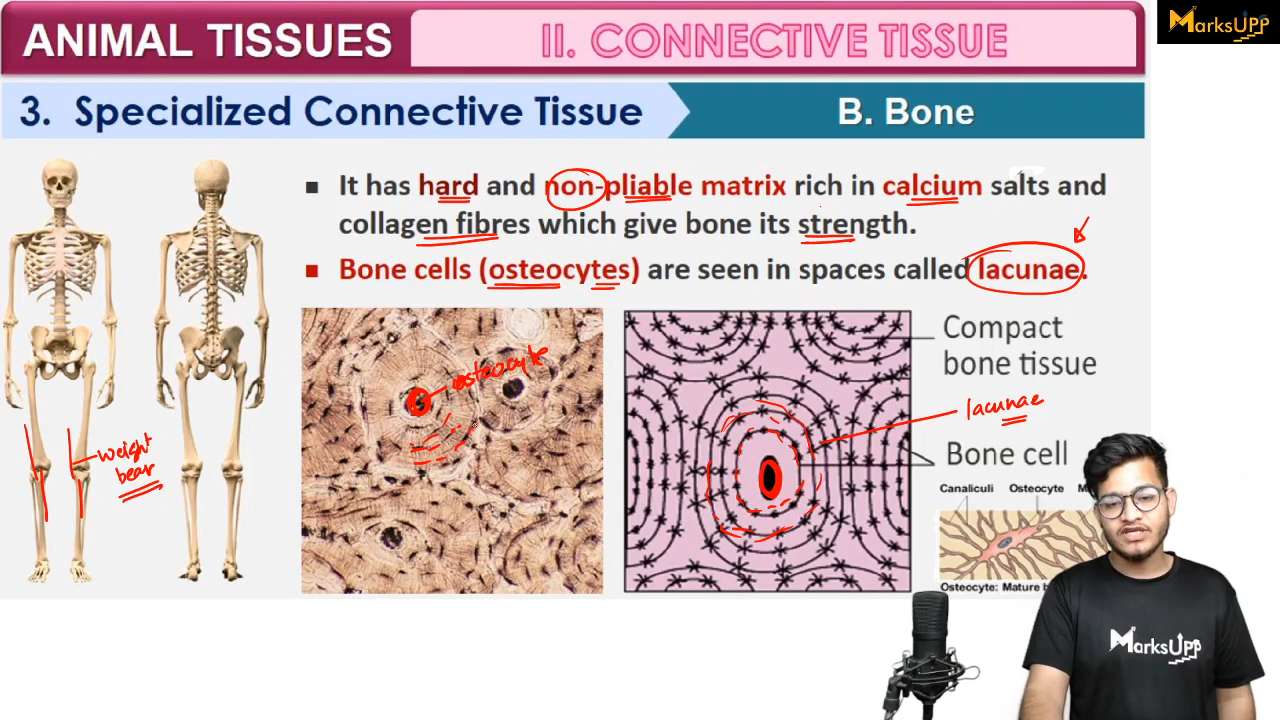 ANIMAL TISSUES
II. CONNECTIVE TISSUE
MarksUPP
3. Specialized Connective Tissue
B. Bone
▪ It has hard and non-pliable matrix rich in calcium salts and
collagen fibres which give bone its strength.
▪ Bone cells (osteocytes) are seen in spaces called lacunae.
Compact
bone tissue
osteocyte
lacunae
weight
bear
Bone cell
Canaliculi Osteocyte
Osteocyte: Mature
MarksUPP